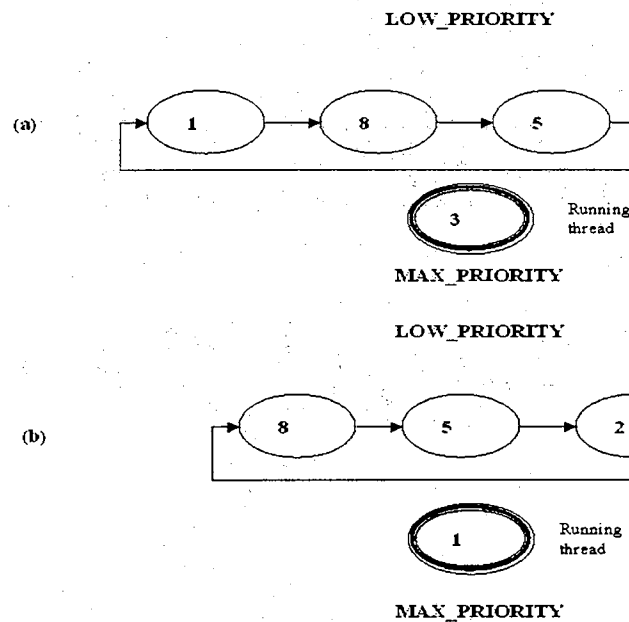 LOW_PRIORITY
(a)
1 8 5
3
Running
thread
MAX_PRIORITY
LOW_PRIORITY
(b)
8 5 2
1
Running
thread
MAX_PRIORITY